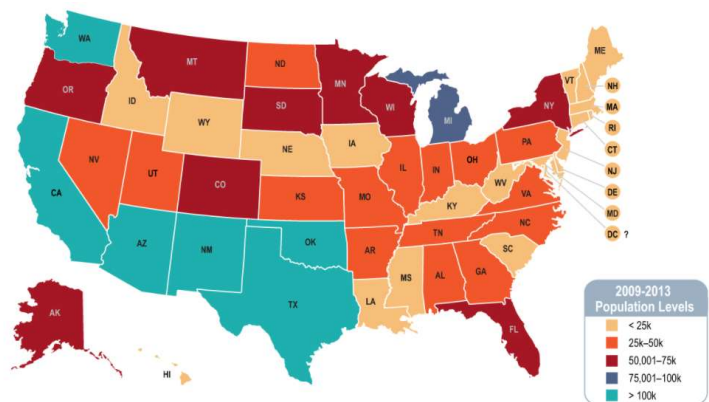 WA
ME
MT
ND
VT
OR
MN
NH
ID
SD
WI
NY
MA
WY
MI
RI
CT
IA
PA
NE
NJ
NV
IL
IN
OH
DE
UT
WV
MD
CO
VA
CA
KS
MO
KY
DC ?
NC
TN
OK
AZ
NM
AR
SC
MS
AL
GA
TX
LA
AK
FL
HI
2009-2013
Population Levels
< 25k
25k–50k
50,001–75k
75,001–100k
> 100k